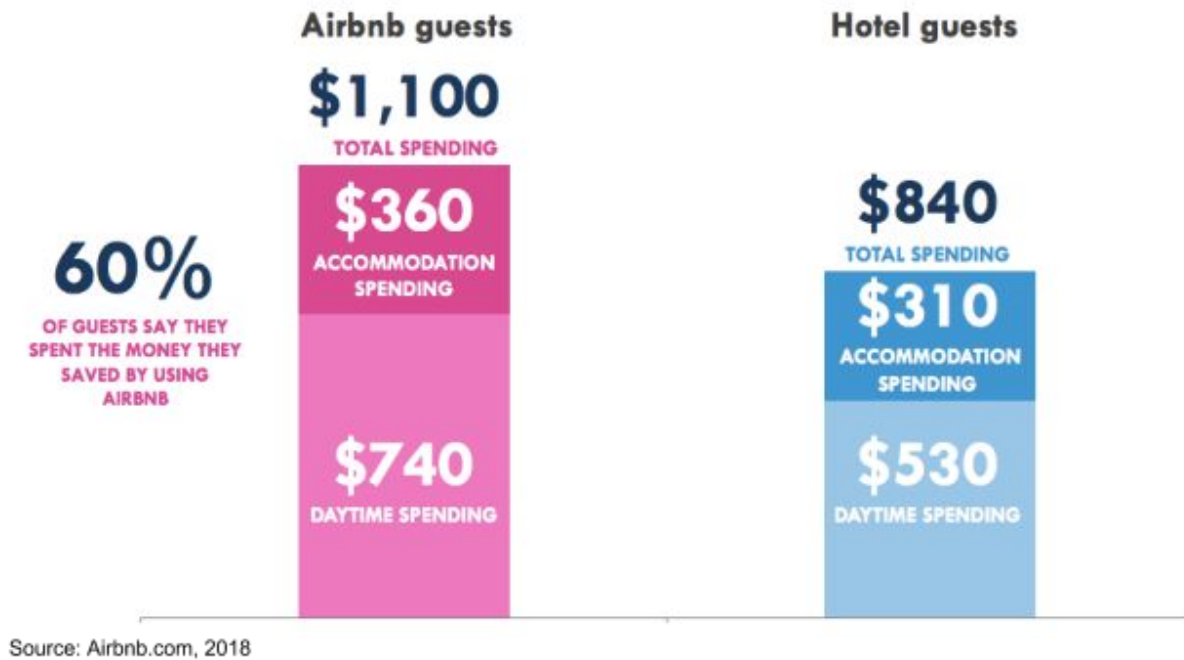 Airbnb guests
$1,100
TOTAL SPENDING
$360
ACCOMMODATION
SPENDING
$740
DAYTIME SPENDING
60%
OF GUESTS SAY THEY
SPENT THE MONEY THEY
SAVED BY USING
AIRBNB
Hotel guests
$840
TOTAL SPENDING
$310
ACCOMMODATION
SPENDING
$530
DAYTIME SPENDING
Source: Airbnb.com, 2018